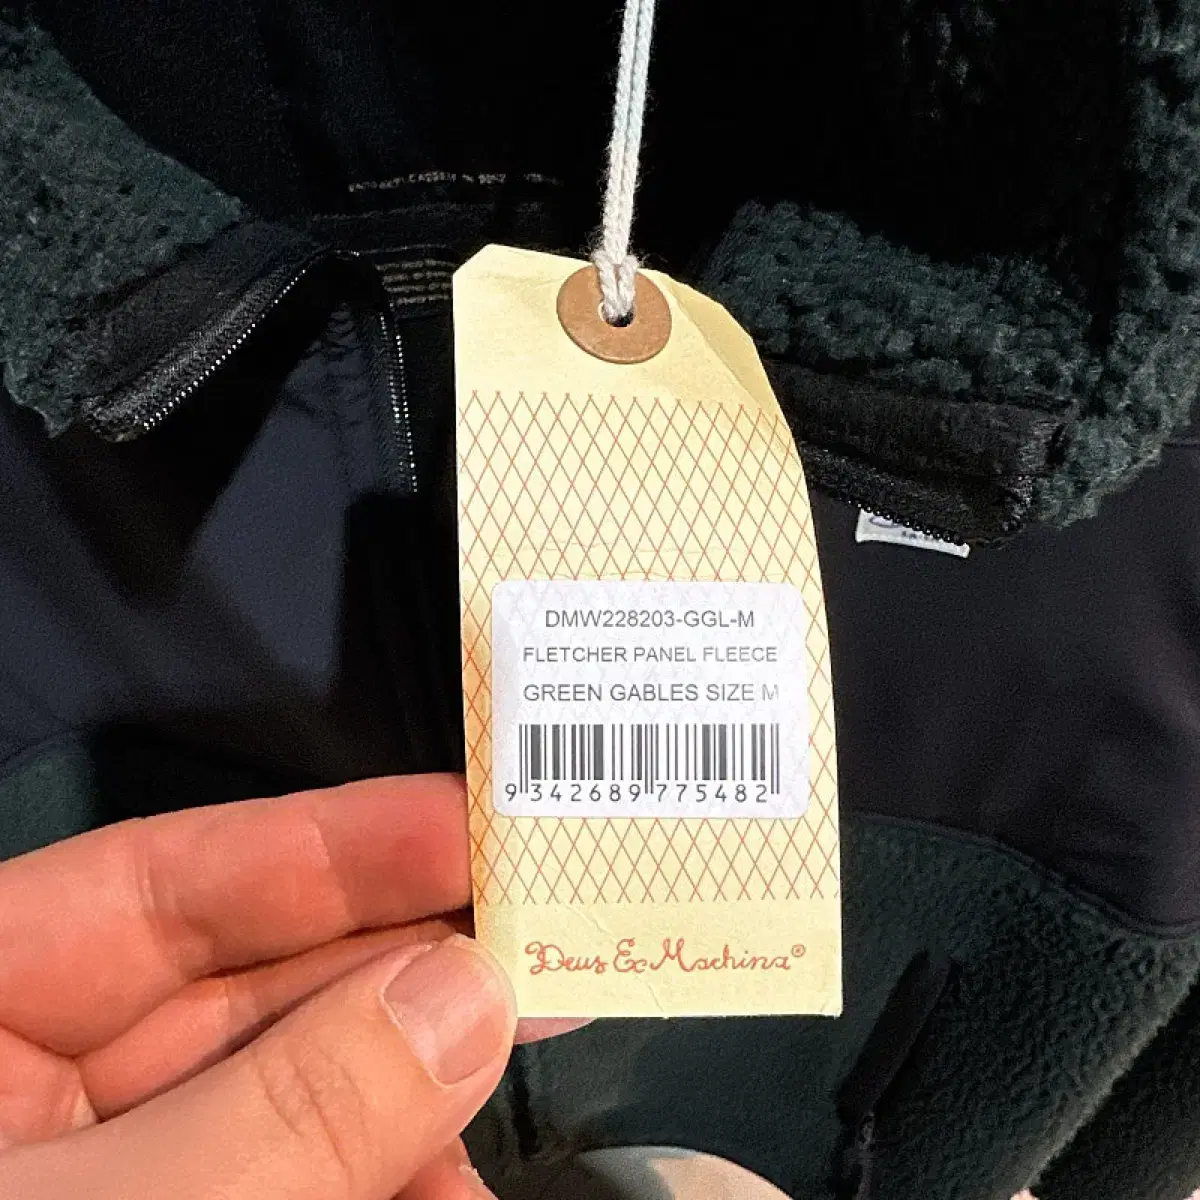 DMW228203-GGL-M
FLETCHER PANEL FLEECE
GREEN GABLES SIZE M
9 342689 775482
Deus Ex Machina®